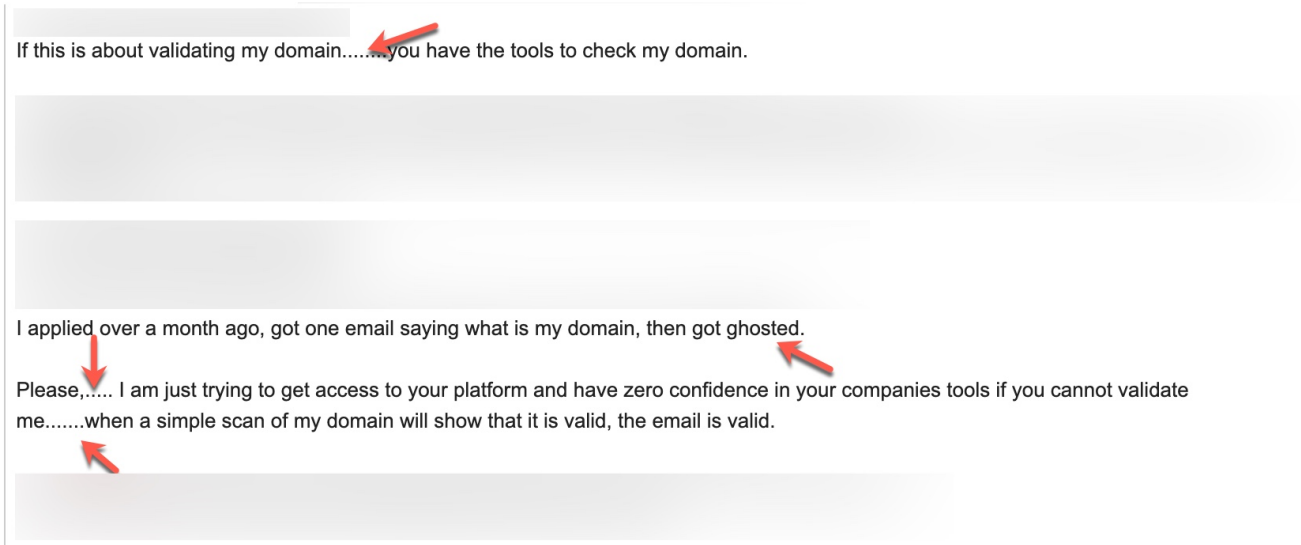 If this is about validating my domain........you have the tools to check my domain.
I applied over a month ago, got one email saying what is my domain, then got ghosted.
Please,..... I am just trying to get access to your platform and have zero confidence in your companies tools if you cannot validate
me.......when a simple scan of my domain will show that it is valid, the email is valid.